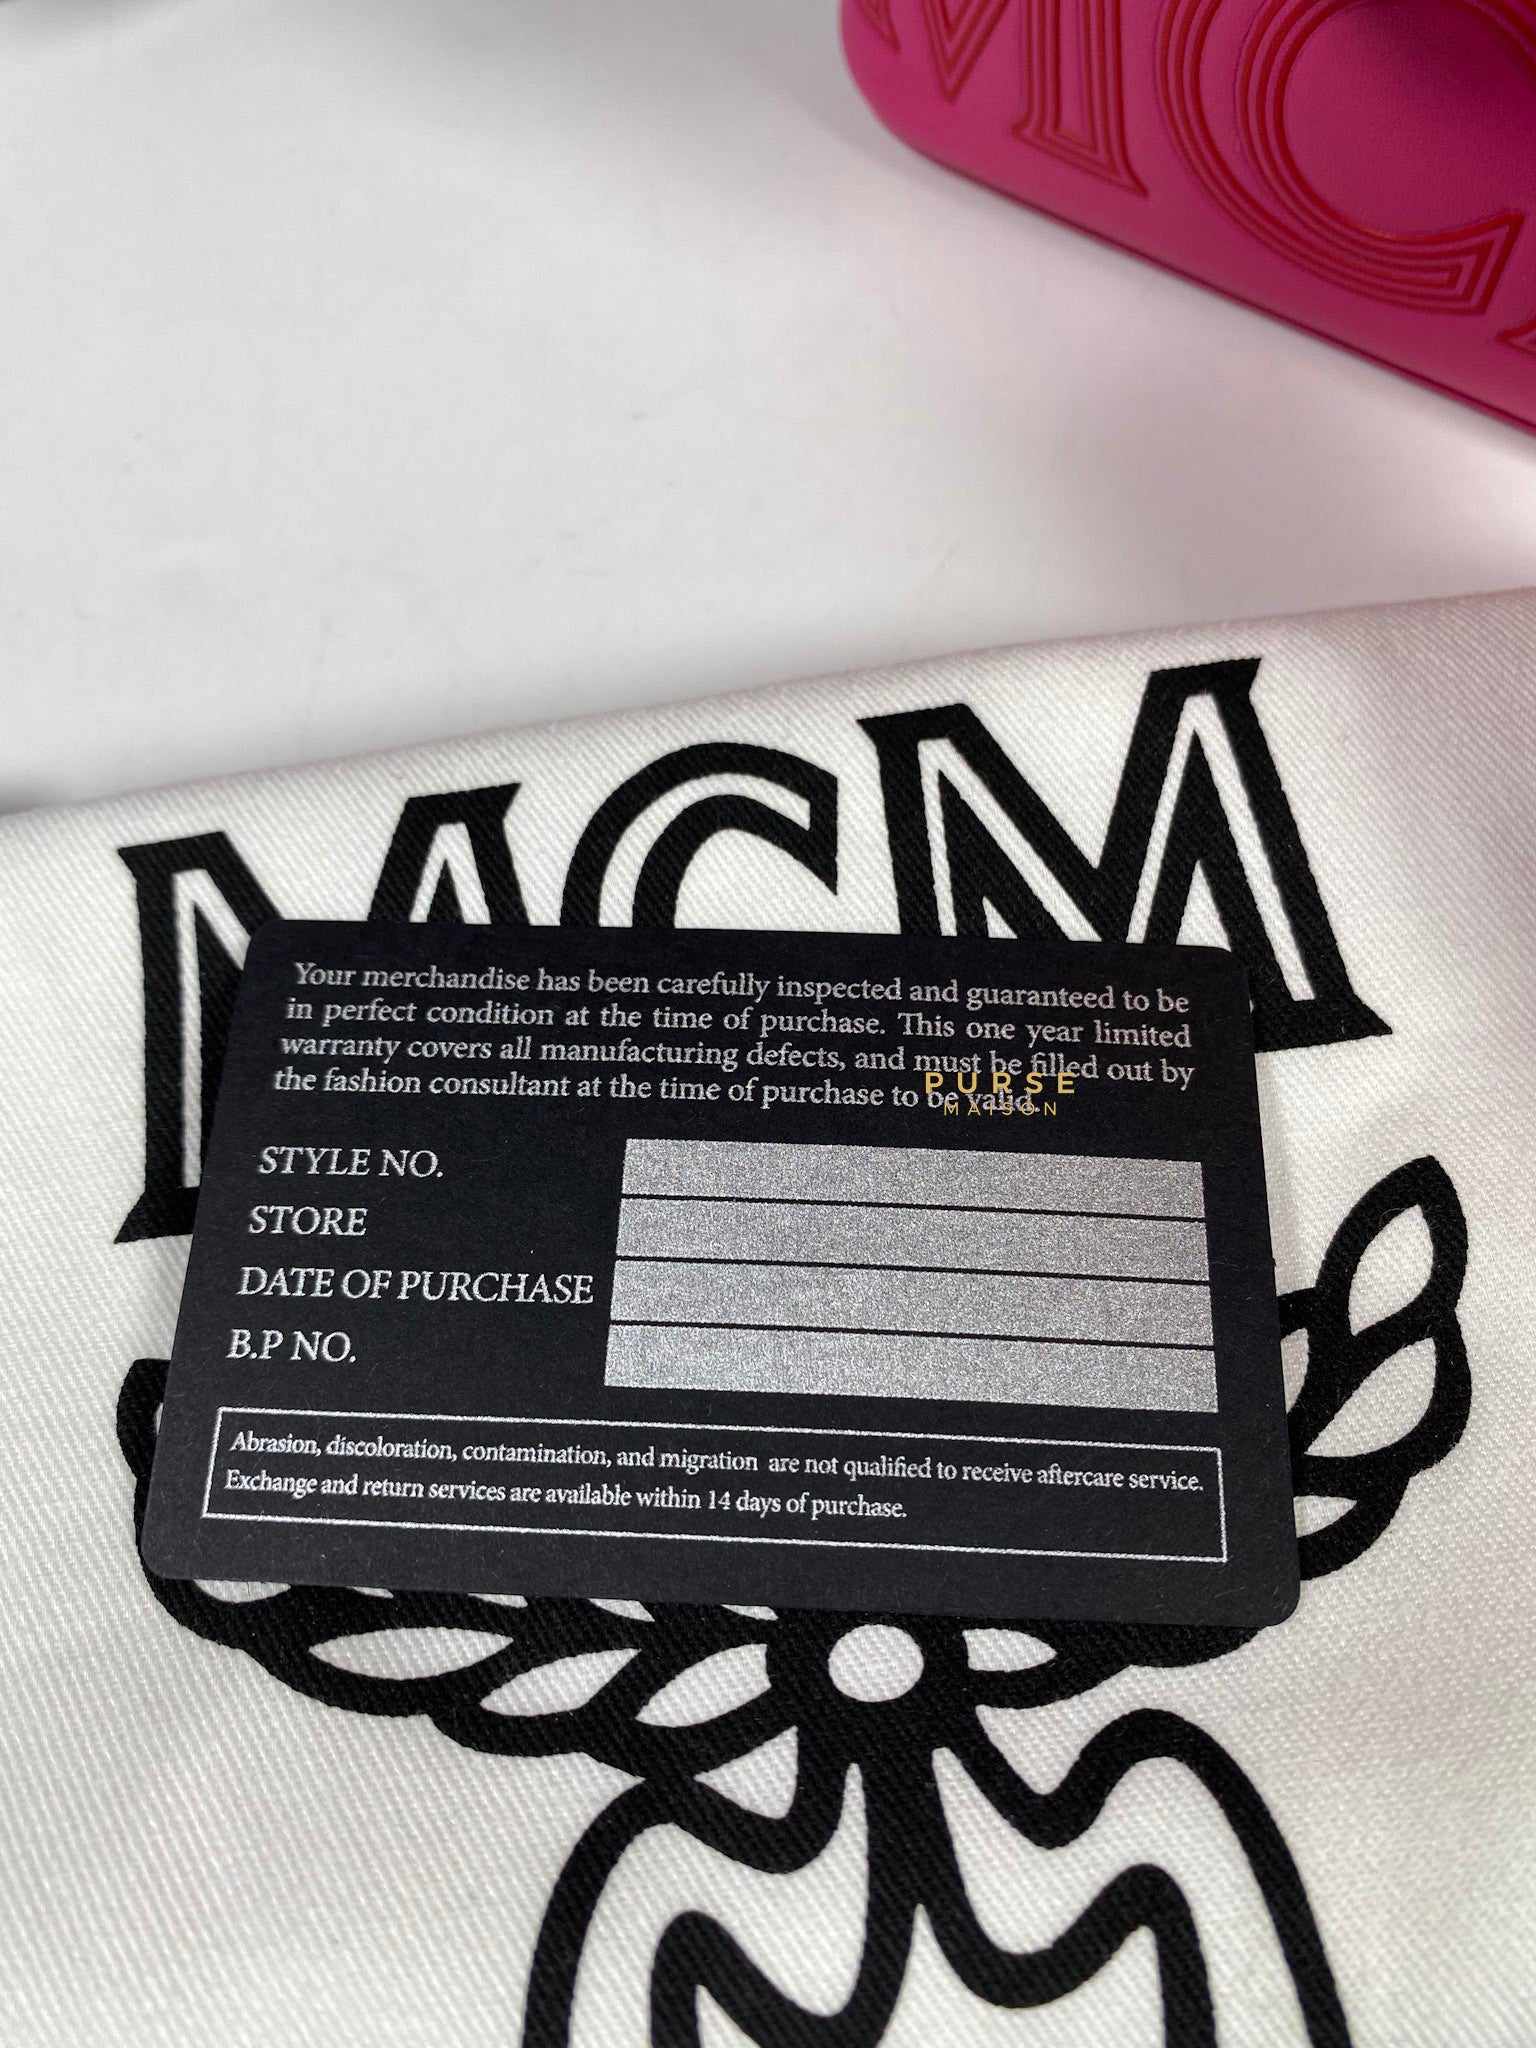 MC
MCM
Your merchandise has been carefully inspected and guaranteed to be
in perfect condition at the time of purchase. This one year limited
warranty covers all manufacturing defects, and must be filled out by
the fashion consultant at the time of purchase to be valid.
PURSE
MAISON
STYLE NO.
STORE
DATE OF PURCHASE
B.P NO.
Abrasion, discoloration, contamination, and migration are not qualified to receive aftercare service.
Exchange and return services are available within 14 days of purchase.